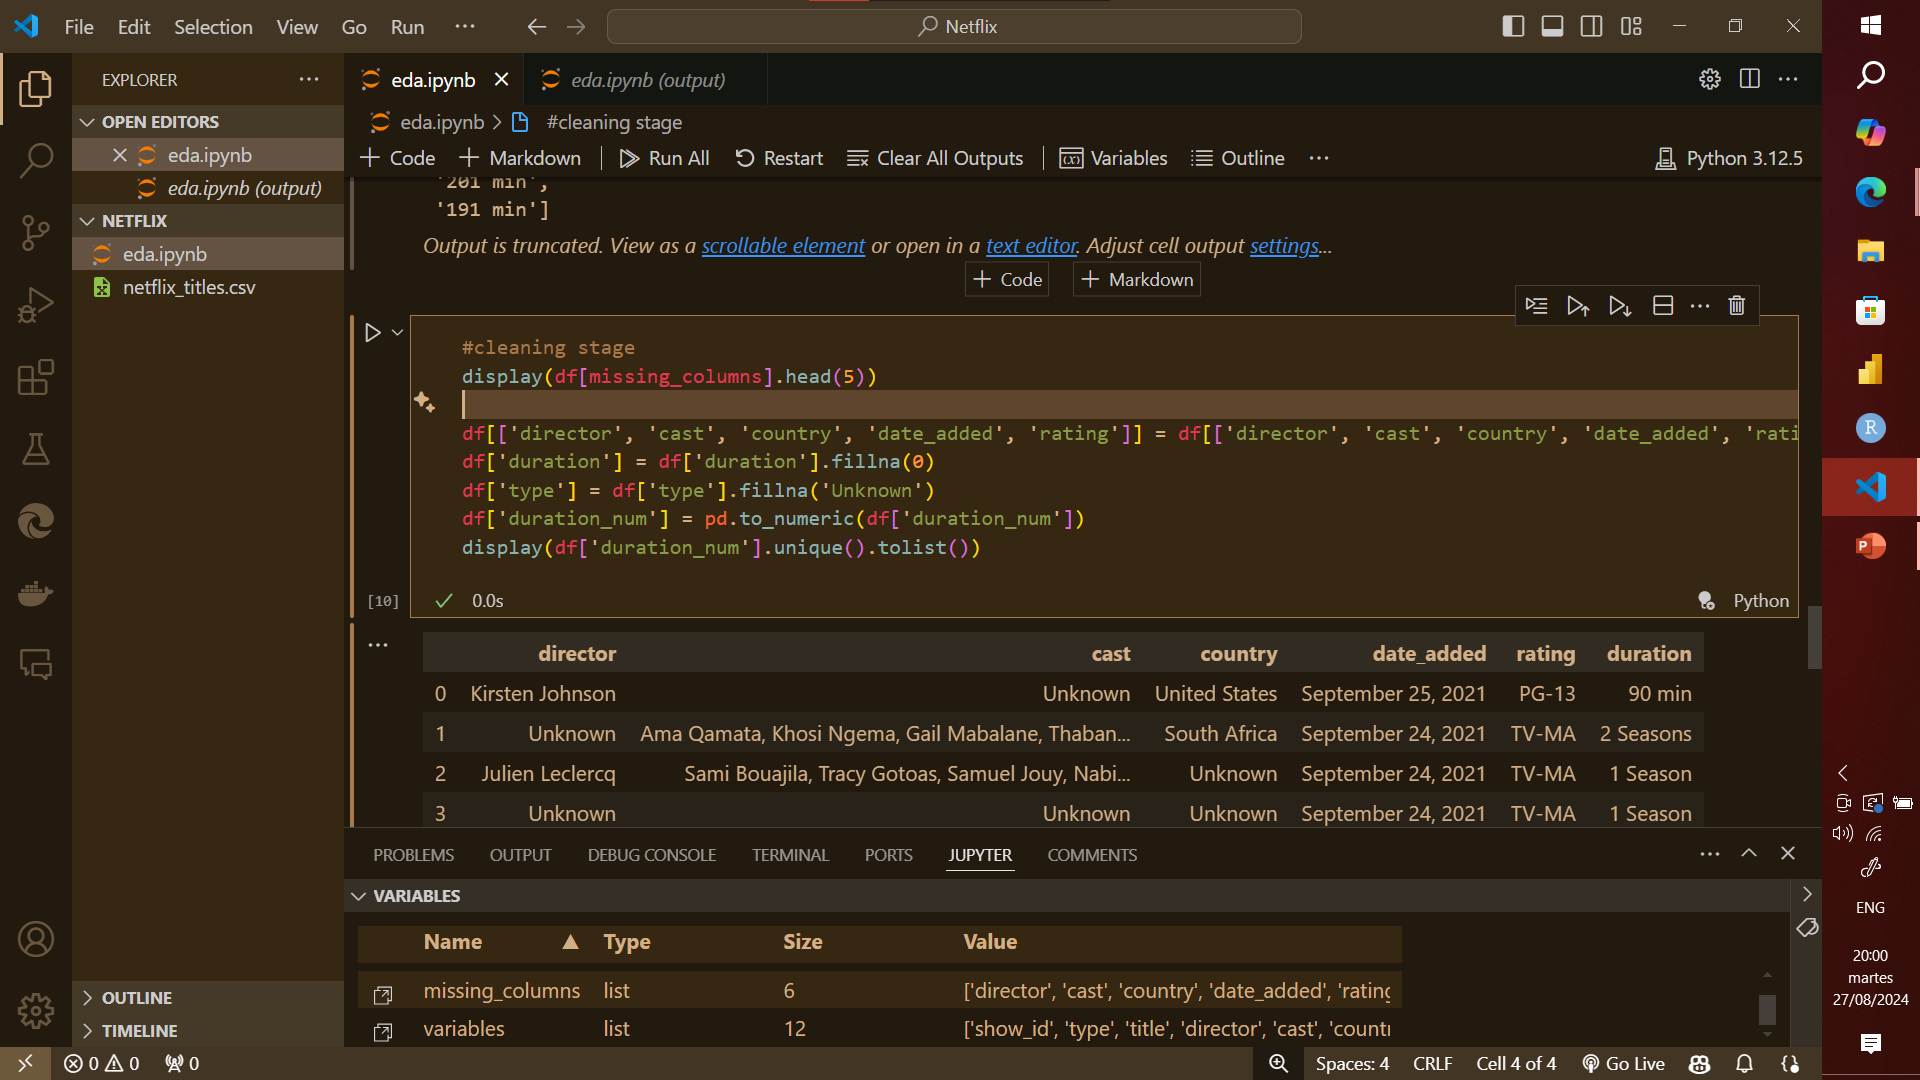 File Edit Selection View Go Run ···
Netflix
EXPLORER
OPEN EDITORS
eda.ipynb
eda.ipynb (output)
NETFLIX
eda.ipynb
netflix_titles.csv
OUTLINE
TIMELINE
eda.ipynb
eda.ipynb (output)
eda.ipynb > #cleaning stage
+ Code + Markdown Run All Restart Clear All Outputs Variables Outline ··· Python 3.12.5
'201 min',
'191 min']
Output is truncated. View as a scrollable element or open in a text editor. Adjust cell output settings...
+ Code + Markdown
#cleaning stage
display(df[missing_columns].head(5))
df[['director', 'cast', 'country', 'date_added', 'rating']] = df[['director', 'cast', 'country', 'date_added', 'rati
df['duration'] = df['duration'].fillna(0)
df['type'] = df['type'].fillna('Unknown')
df['duration_num'] = pd.to_numeric(df['duration_num'])
display(df['duration_num'].unique().tolist())
[10] 0.0s Python
director cast country date_added rating duration
0 Kirsten Johnson Unknown United States September 25, 2021 PG-13 90 min
1 Unknown Ama Qamata, Khosi Ngema, Gail Mabalane, Thaban... South Africa September 24, 2021 TV-MA 2 Seasons
2 Julien Leclercq Sami Bouajila, Tracy Gotoas, Samuel Jouy, Nabi... Unknown September 24, 2021 TV-MA 1 Season
3 Unknown Unknown Unknown September 24, 2021 TV-MA 1 Season
PROBLEMS OUTPUT DEBUG CONSOLE TERMINAL PORTS JUPYTER COMMENTS
VARIABLES
Name Type Size Value
missing_columns list 6 ['director', 'cast', 'country', 'date_added', 'rating
variables list 12 ['show_id', 'type', 'title', 'director', 'cast', 'countr
0 0 0
Spaces: 4 CRLF Cell 4 of 4 Go Live
ENG
20:00
martes
27/08/2024